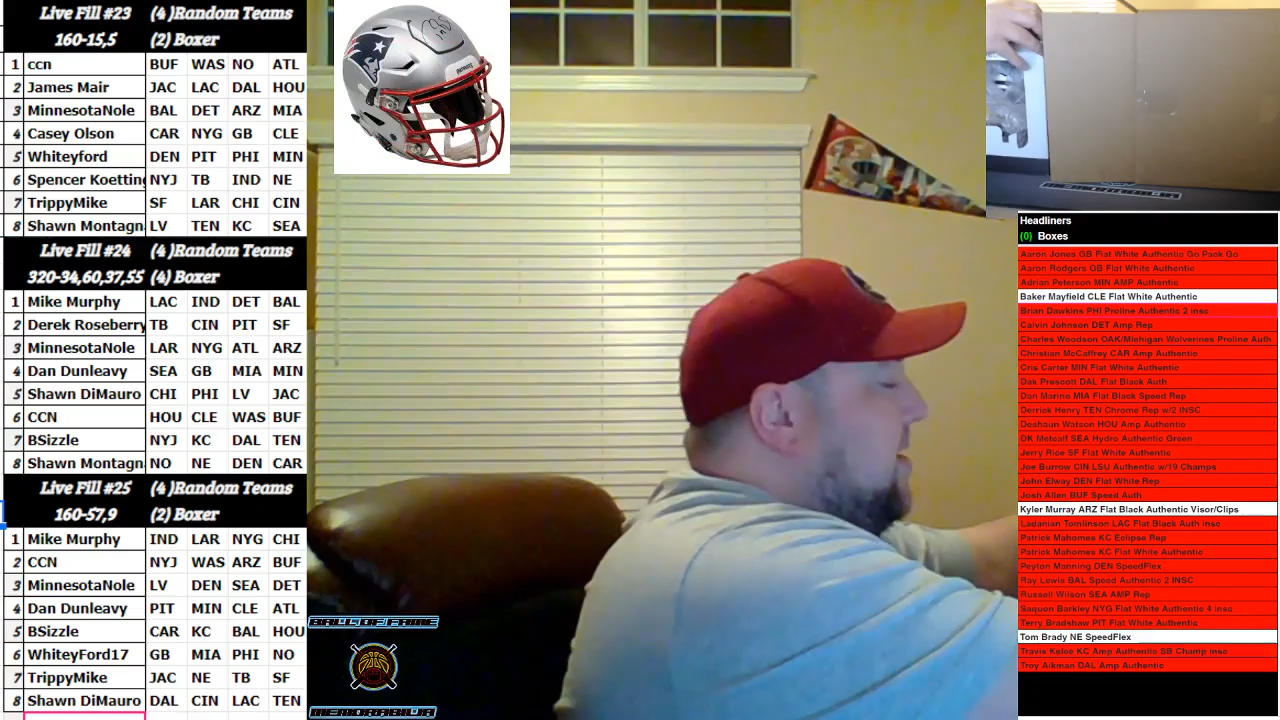 Live Fill #23 (4 )Random Teams
160-15,5 (2) Boxer
1 ccn BUF WAS NO ATL
2 James Mair JAC LAC DAL HOU
3 MinnesotaNole BAL DET ARZ MIA
4 Casey Olson CAR NYG GB CLE
5 Whiteyford DEN PIT PHI MIN
6 Spencer Koetting NYJ TB IND NE
7 TrippyMike SF LAR CHI CIN
8 Shawn Montagn LV TEN KC SEA
Live Fill #24 (4 )Random Teams
320-34,60,37,55 (4) Boxer
1 Mike Murphy LAC IND DET BAL
2 Derek Roseberry TB CIN PIT SF
3 MinnesotaNole LAR NYG ATL ARZ
4 Dan Dunleavy SEA GB MIA MIN
5 Shawn DiMauro CHI PHI LV JAC
6 CCN HOU CLE WAS BUF
7 BSizzle NYJ KC DAL TEN
8 Shawn Montagn NO NE DEN CAR
Live Fill #25 (4 )Random Teams
160-57,9 (2) Boxer
1 Mike Murphy IND LAR NYG CHI
2 CCN NYJ WAS ARZ BUF
3 MinnesotaNole LV DEN SEA DET
4 Dan Dunleavy PIT MIN CLE ATL
5 BSizzle CAR KC BAL HOU
6 WhiteyFord17 GB MIA PHI NO
7 TrippyMike JAC NE TB SF
8 Shawn DiMauro DAL CIN LAC TEN
PATRIOTS
BALL OF FAME
MEMORABILIA
Headliners
(0) Boxes
Aaron Jones GB Flat White Authentic Go Pack Go
Aaron Rodgers GB Flat White Authentic
Adrian Peterson MIN AMP Authentic
Baker Mayfield CLE Flat White Authentic
Brian Dawkins PHI Proline Authentic 2 insc
Calvin Johnson DET Amp Rep
Charles Woodson OAK/Michigan Wolverines Proline Auth
Christian McCaffrey CAR Amp Authentic
Cris Carter MIN Flat White Authentic
Dak Prescott DAL Flat Black Auth
Dan Marino MIA Flat Black Speed Rep
Derrick Henry TEN Chrome Rep w/2 INSC
Deshaun Watson HOU Amp Authentic
DK Metcalf SEA Hydro Authentic Green
Jerry Rice SF Flat White Authentic
Joe Burrow CIN LSU Authentic w/19 Champs
John Elway DEN Flat White Rep
Josh Allen BUF Speed Auth
Kyler Murray ARZ Flat Black Authentic Visor/Clips
Ladanian Tomlinson LAC Flat Black Auth insc
Patrick Mahomes KC Eclipse Rep
Patrick Mahomes KC Flat White Authentic
Peyton Manning DEN SpeedFlex
Ray Lewis BAL Speed Authentic 2 INSC
Russell Wilson SEA AMP Rep
Saquon Barkley NYG Flat White Authentic 4 insc
Terry Bradshaw PIT Flat White Authentic
Tom Brady NE SpeedFlex
Travis Kelce KC Amp Authentic SB Champ insc
Troy Aikman DAL Amp Authentic